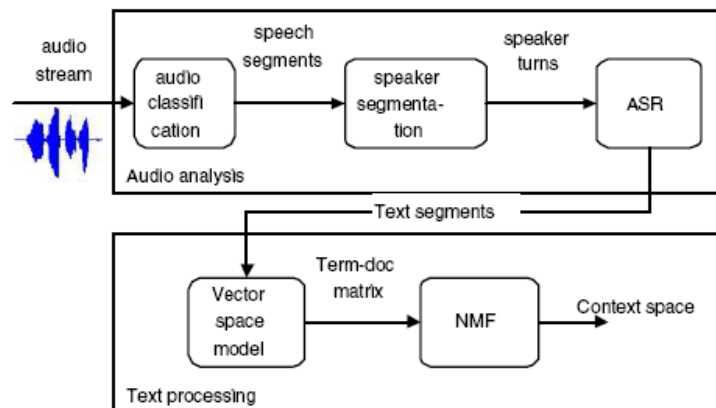 audio
stream
speech
segments
speaker
turns
audio
classifi
cation
speaker
segmenta-
tion
ASR
Audio analysis
Text segments
Vector
space
model
Term-doc
matrix
NMF
Context space
Text processing